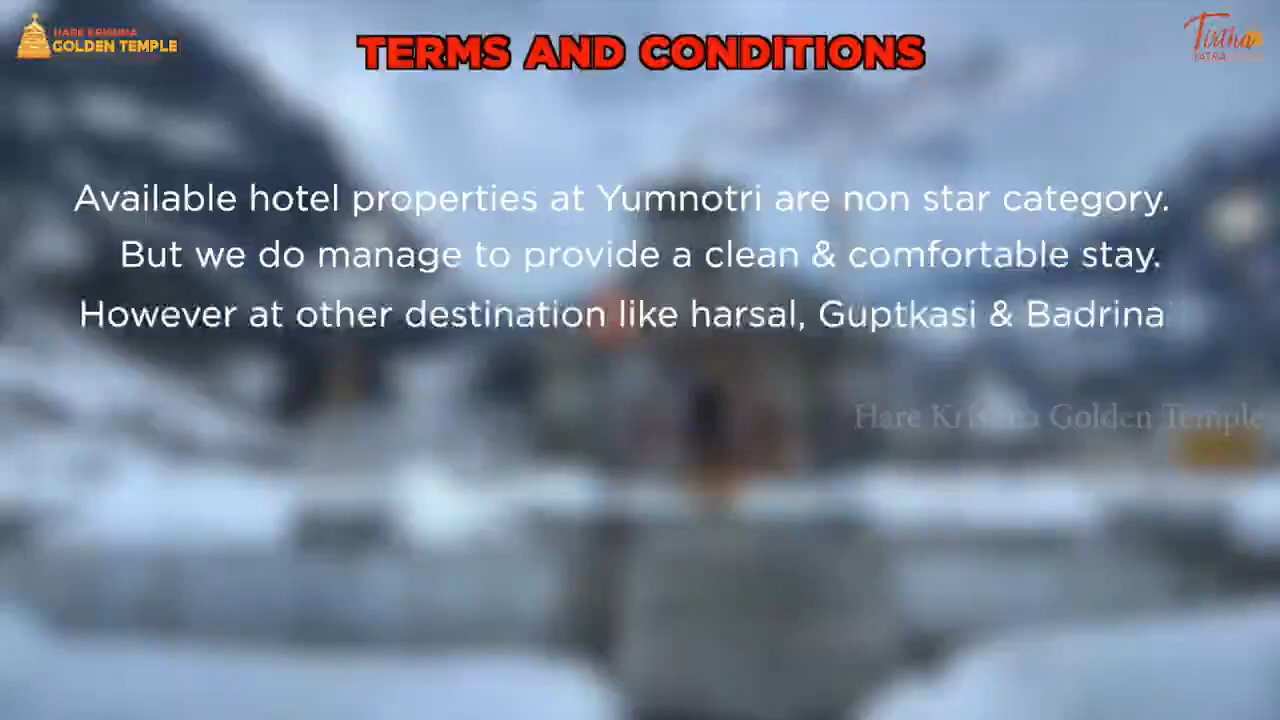 HARE KRISHNA
GOLDEN TEMPLE
TERMS AND CONDITIONS
Tirtha
YATRA
Available hotel properties at Yumnotri are non star category.
But we do manage to provide a clean & comfortable stay.
However at other destination like harsal, Guptkasi & Badrina
Hare Krishna Golden Temple